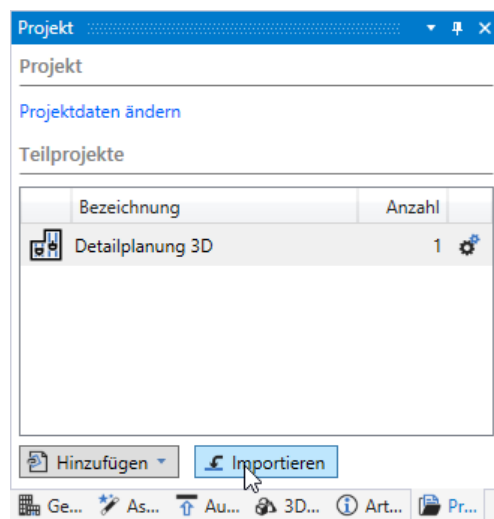 Projekt
Projekt
Projektdaten ändern
Teilprojekte
Bezeichnung Anzahl
Detailplanung 3D 1
Hinzufügen Importieren
Ge... As... Au... 3D... Art... Pr...